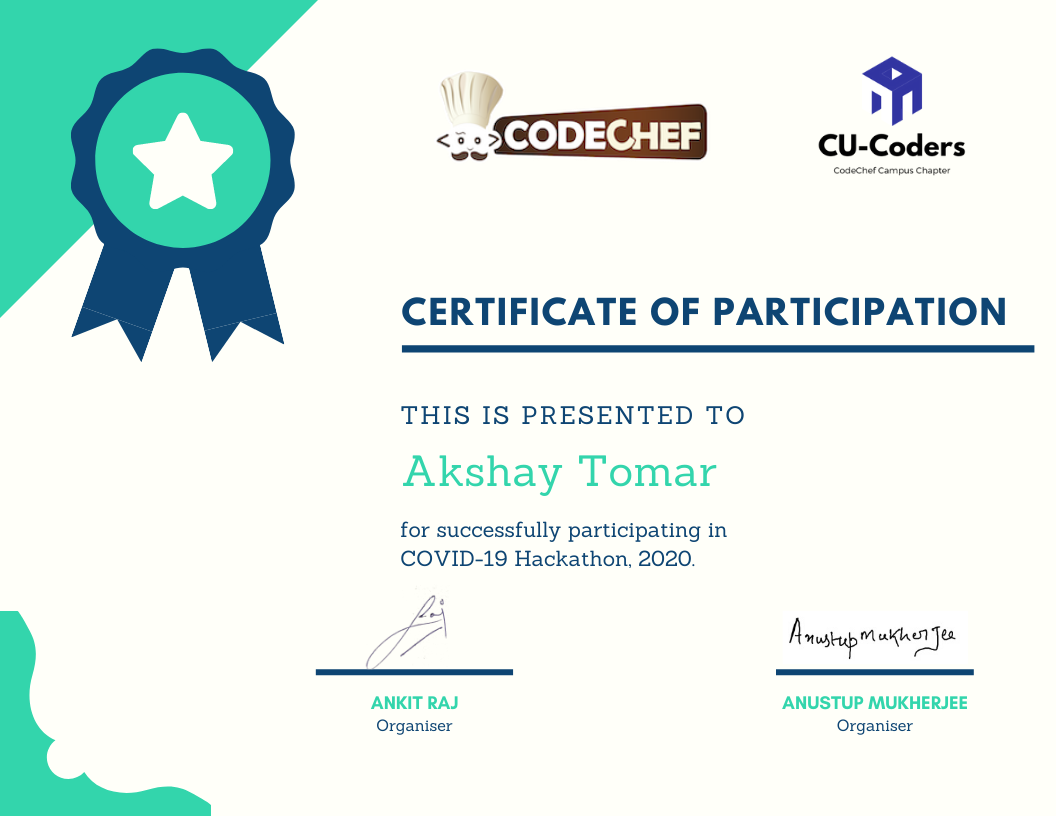 CODECHEF
CU-Coders
CodeChef Campus Chapter
CERTIFICATE OF PARTICIPATION
THIS IS PRESENTED TO
Akshay Tomar
for successfully participating in
COVID-19 Hackathon, 2020.
Raj
Anustup Mukherjee
ANKIT RAJ
ANUSTUP MUKHERJEE
Organiser
Organiser